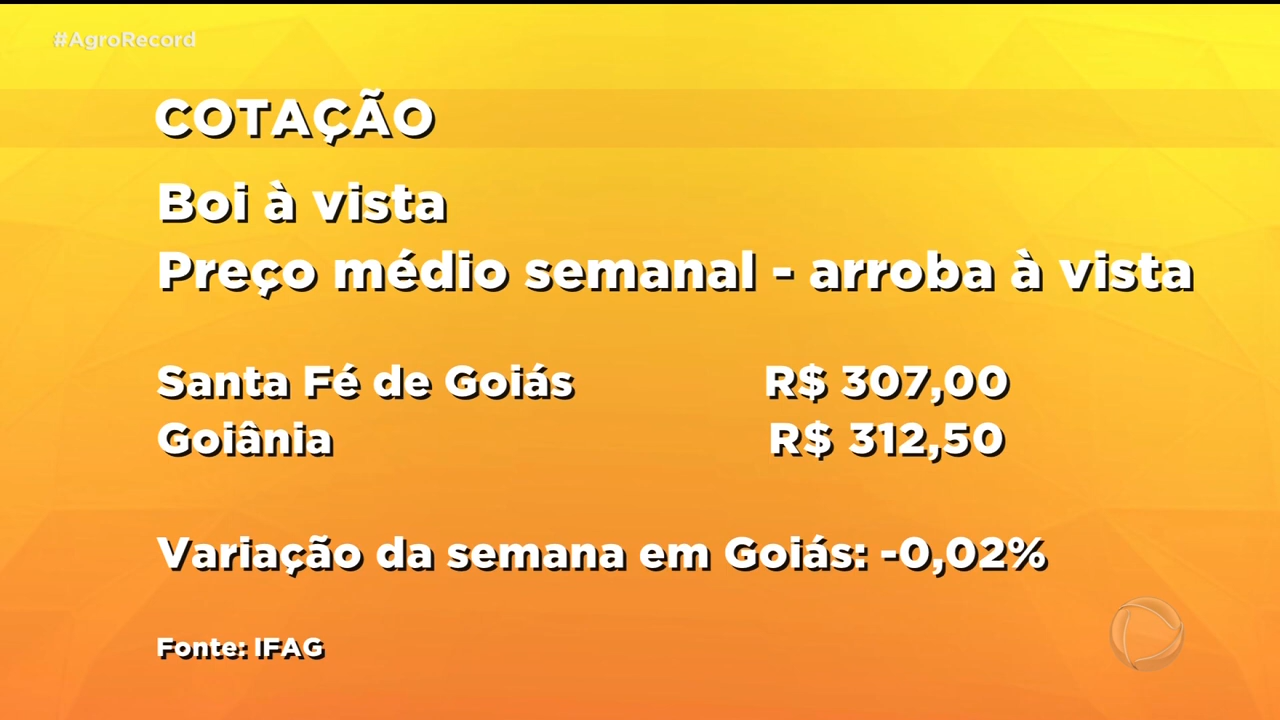 #AgroRecord
COTAÇÃO
Boi à vista
Preço médio semanal - arroba à vista
Santa Fé de Goiás R$ 307,00
Goiânia R$ 312,50
Variação da semana em Goiás: -0,02%
Fonte: IFAG